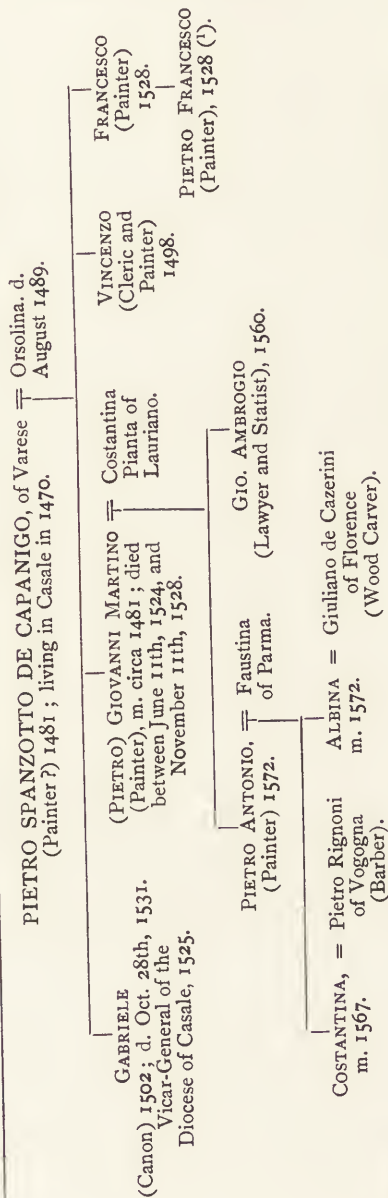 PIETRO SPANZOTTO DE CAPANIGO, of Varese = Orsolina. d.
(Painter?) 1481; living in Casale in 1470. August 1489.
GABRIELE
(Canon) 1502; d. Oct. 28th, 1531.
Vicar-General of the
Diocese of Casale, 1525.
(PIETRO) GIOVANNI MARTINO = Costantina
(Painter), m. circa 1481; died Pianta of
between June 11th, 1524, and Lauriano.
November 11th, 1528.
VINCENZO
(Cleric and
Painter)
1498.
FRANCESCO
(Painter)
1528.
PIETRO FRANCESCO
(Painter), 1528 (¹).
PIETRO ANTONIO, = Faustina
(Painter) 1572. of Parma.
GIO. AMBROGIO
(Lawyer and Statist), 1560.
COSTANTINA, = Pietro Rignoni
m. 1567. of Vogogna
(Barber).
ALBINA = Giuliano de Cazerini
m. 1572. of Florence
(Wood Carver).